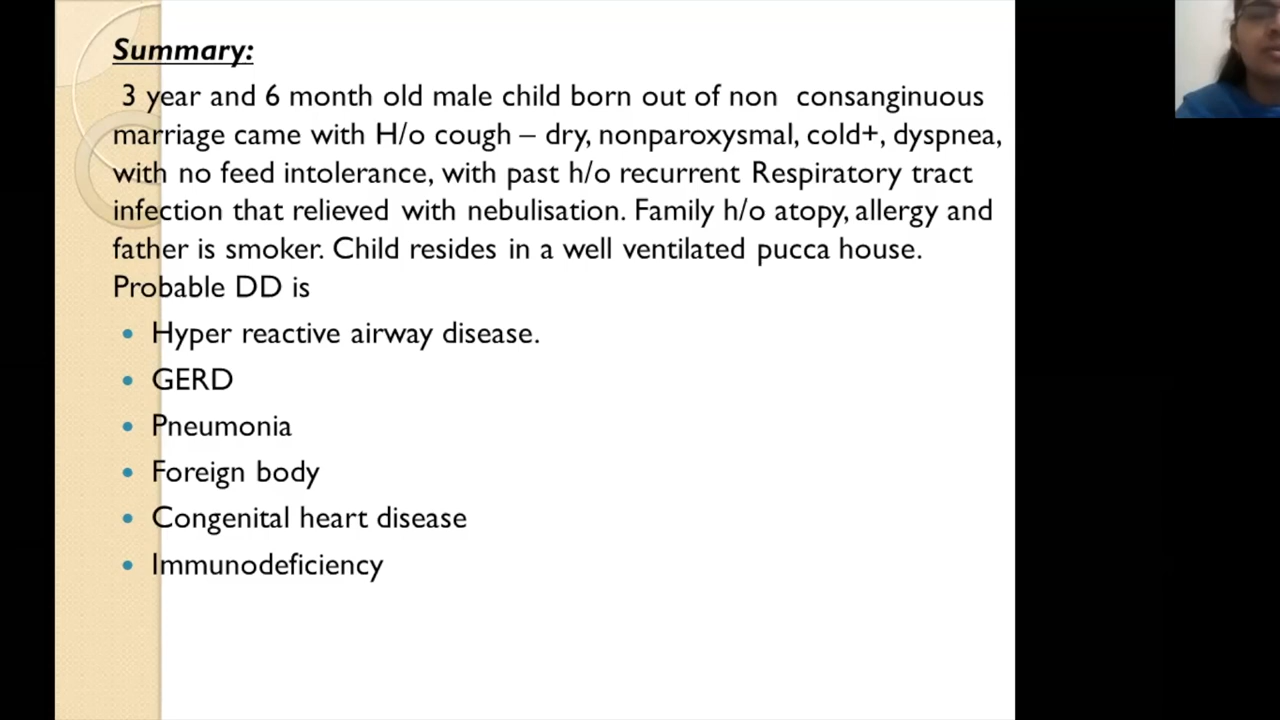 Summary:
3 year and 6 month old male child born out of non consanginuous
marriage came with H/o cough – dry, nonparoxysmal, cold+, dyspnea,
with no feed intolerance, with past h/o recurrent Respiratory tract
infection that relieved with nebulisation. Family h/o atopy, allergy and
father is smoker. Child resides in a well ventilated pucca house.
Probable DD is
• Hyper reactive airway disease.
• GERD
• Pneumonia
• Foreign body
• Congenital heart disease
• Immunodeficiency